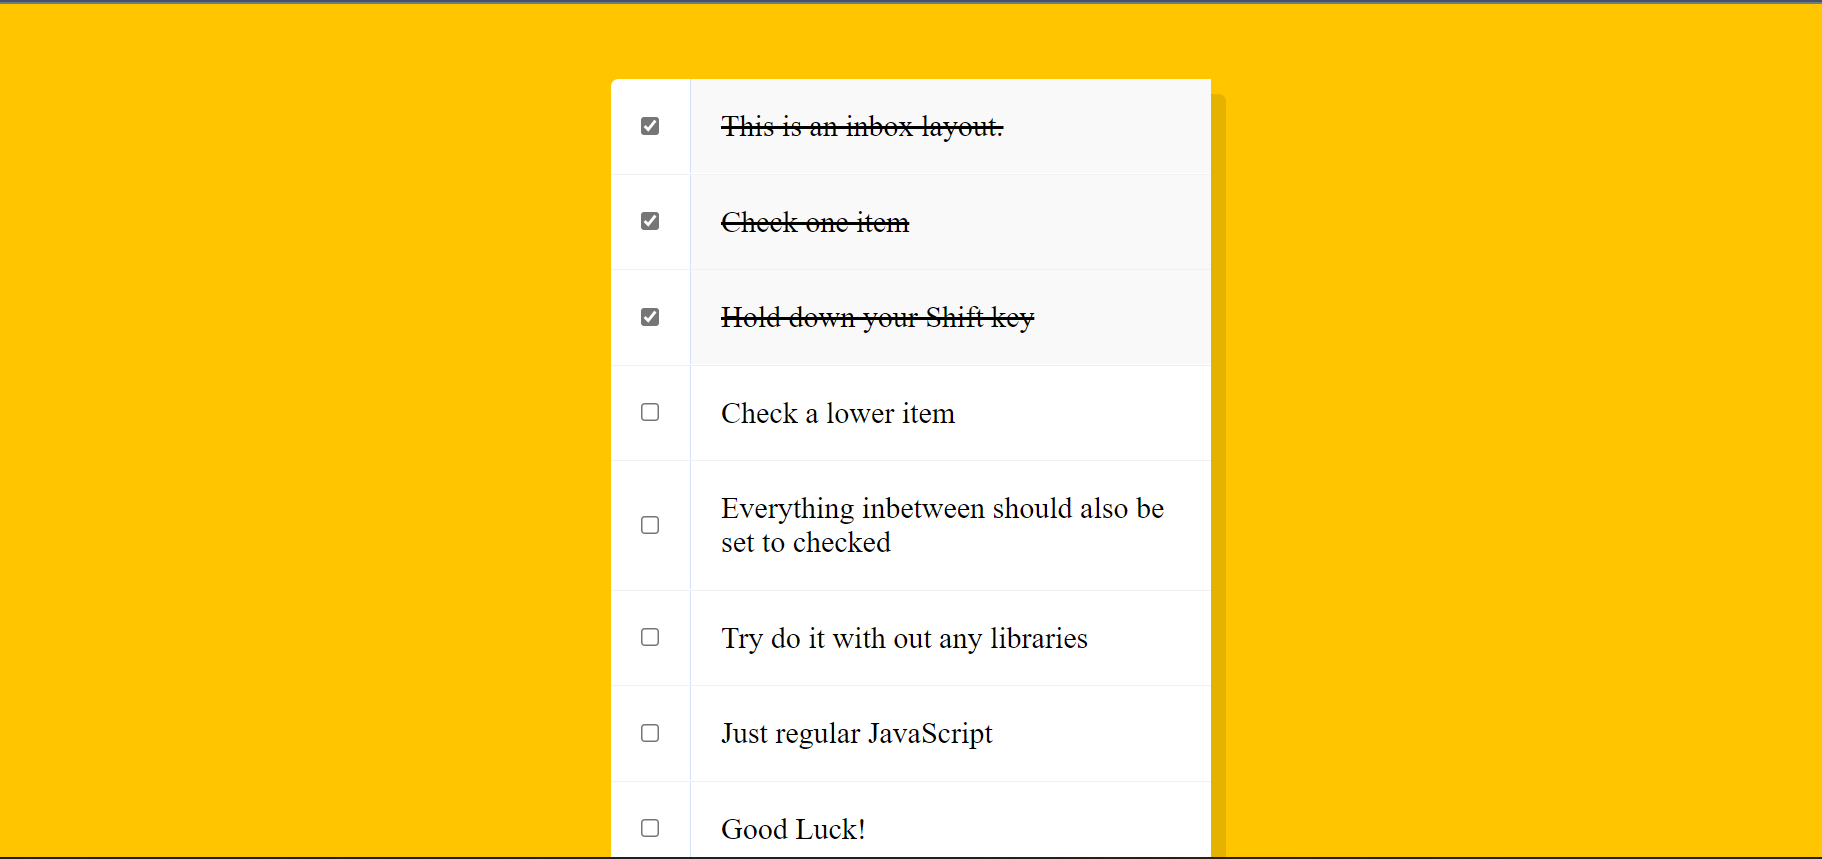 This is an inbox layout.
Check one item
Hold down your Shift key
Check a lower item
Everything inbetween should also be
set to checked
Try do it with out any libraries
Just regular JavaScript
Good Luck!